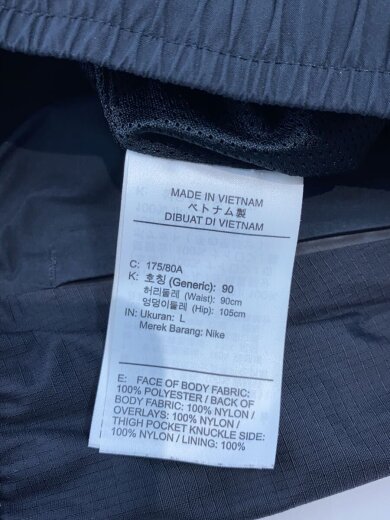 MADE IN VIETNAM
ベトナム製
DIBUAT DI VIETNAM
C: 175/80A
K: 호칭 (Generic): 90
허리둘레 (Waist): 90cm
엉덩이둘레 (Hip): 105cm
IN: Ukuran: L
Merek Barang: Nike
E: FACE OF BODY FABRIC:
100% POLYESTER / BACK OF
BODY FABRIC: 100% NYLON /
OVERLAYS: 100% NYLON /
THIGH POCKET KNUCKLE SIDE:
100% NYLON / LINING: 100%